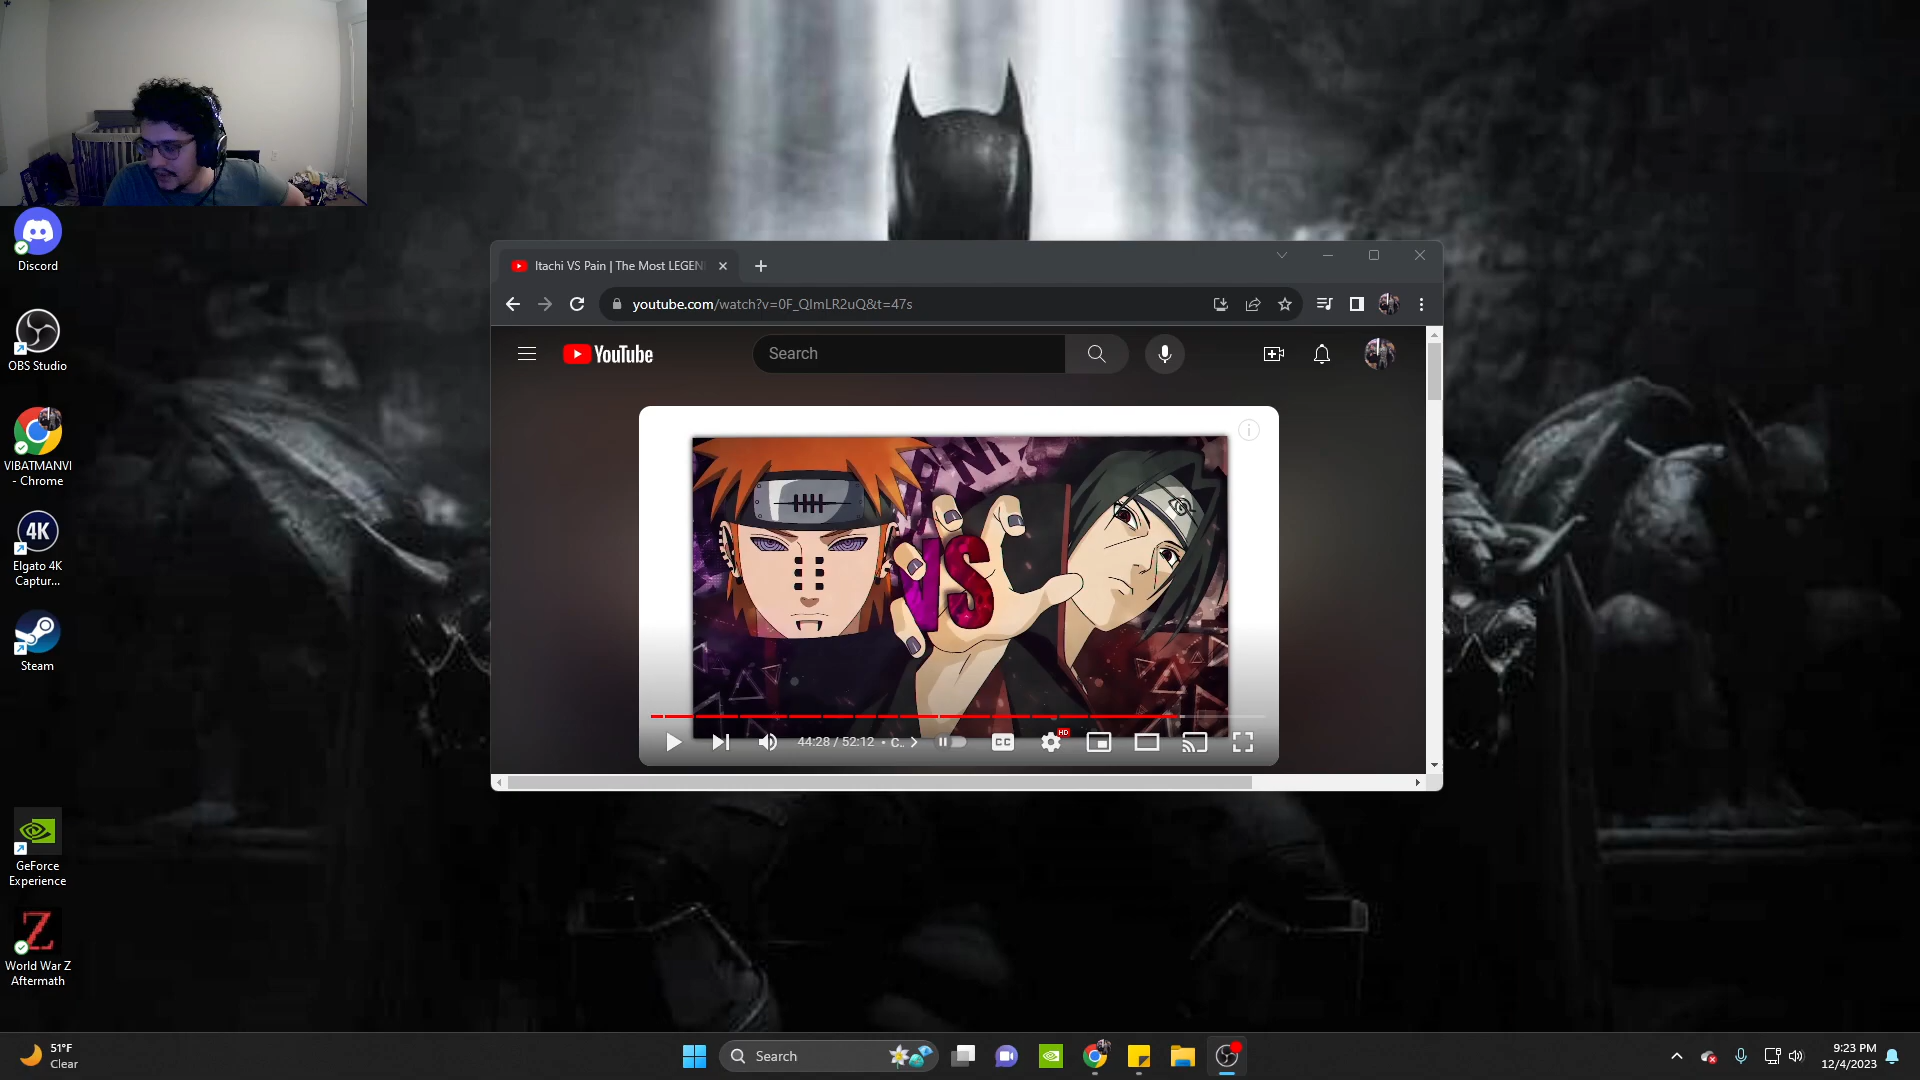 Discord
OBS Studio
VIBATMANVI
- Chrome
4K
Elgato 4K
Captur...
Steam
GeForce
Experience
Z
World War Z
Aftermath
Itachi VS Pain | The Most LEGEN
youtube.com/watch?v=0F_QlmLR2uQ&t=47s
YouTube
Search
VS
44:28 / 52:12 • C..
CC
HD
51°F
Clear
Search
9:23 PM
12/4/2023